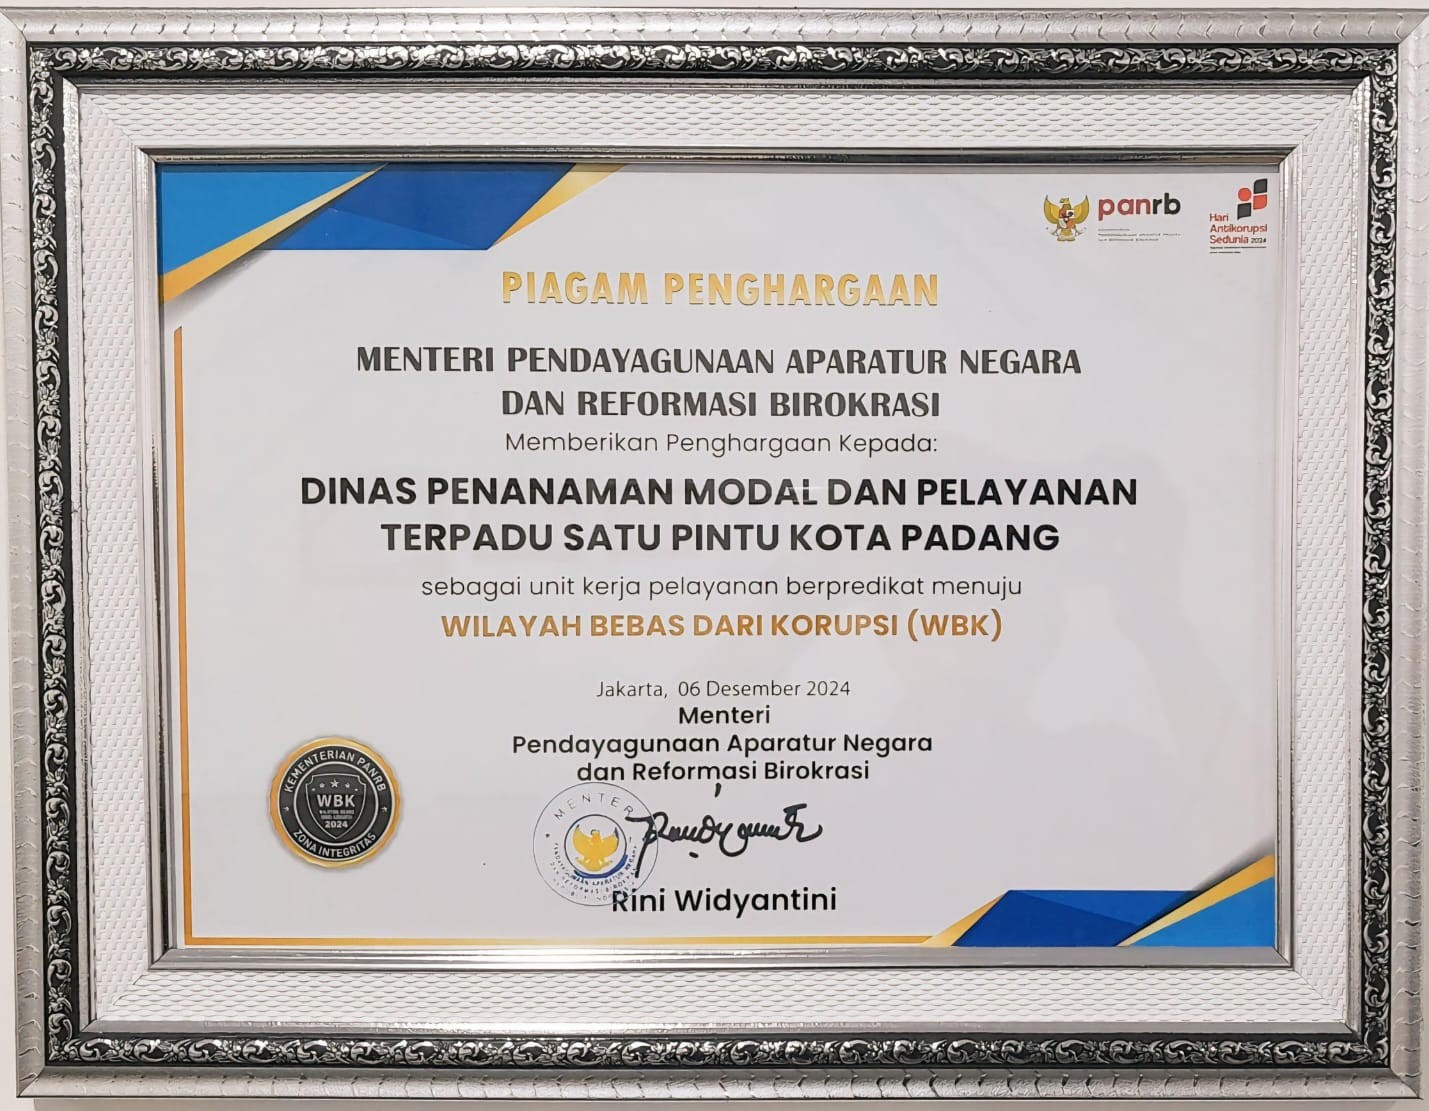 panrb
Hari
Antikorupsi
Sedunia 2024
PIAGAM PENGHARGAAN
MENTERI PENDAYAGUNAAN APARATUR NEGARA
DAN REFORMASI BIROKRASI
Memberikan Penghargaan Kepada:
DINAS PENANAMAN MODAL DAN PELAYANAN
TERPADU SATU PINTU KOTA PADANG
sebagai unit kerja pelayanan berpredikat menuju
WILAYAH BEBAS DARI KORUPSI (WBK)
Jakarta, 06 Desember 2024
Menteri
Pendayagunaan Aparatur Negara
dan Reformasi Birokrasi
KEMENTERIAN PANRB
WBK
2024
ZONA INTEGRITAS
MENTERI
PENDAYAGUNAAN APARATUR NEGARA
Rini Widyantini